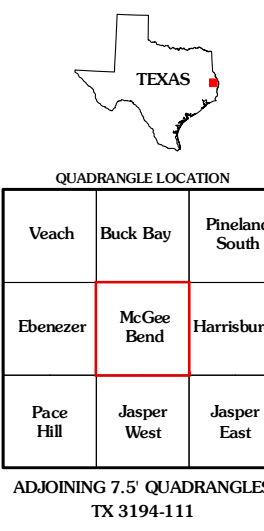 TEXAS
QUADRANGLE LOCATION
Veach
Buck Bay
Pineland
South
Ebenezer
McGee
Bend
Harrisbur
Pace
Hill
Jasper
West
Jasper
East
ADJOINING 7.5' QUADRANGLES
TX 3194-111